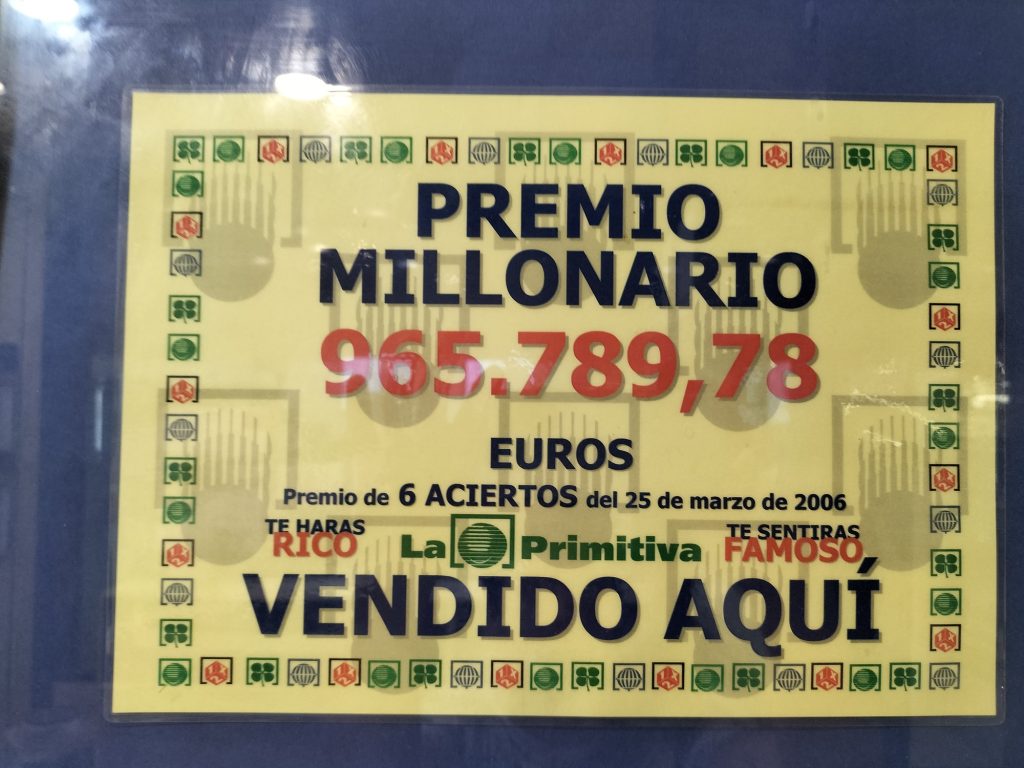 PREMIO
MILLONARIO
965.789,78
EUROS
Premio de 6 ACIERTOS del 25 de marzo de 2006
TE HARAS
RICO
La Primitiva
TE SENTIRAS
FAMOSO
VENDIDO AQUÍ